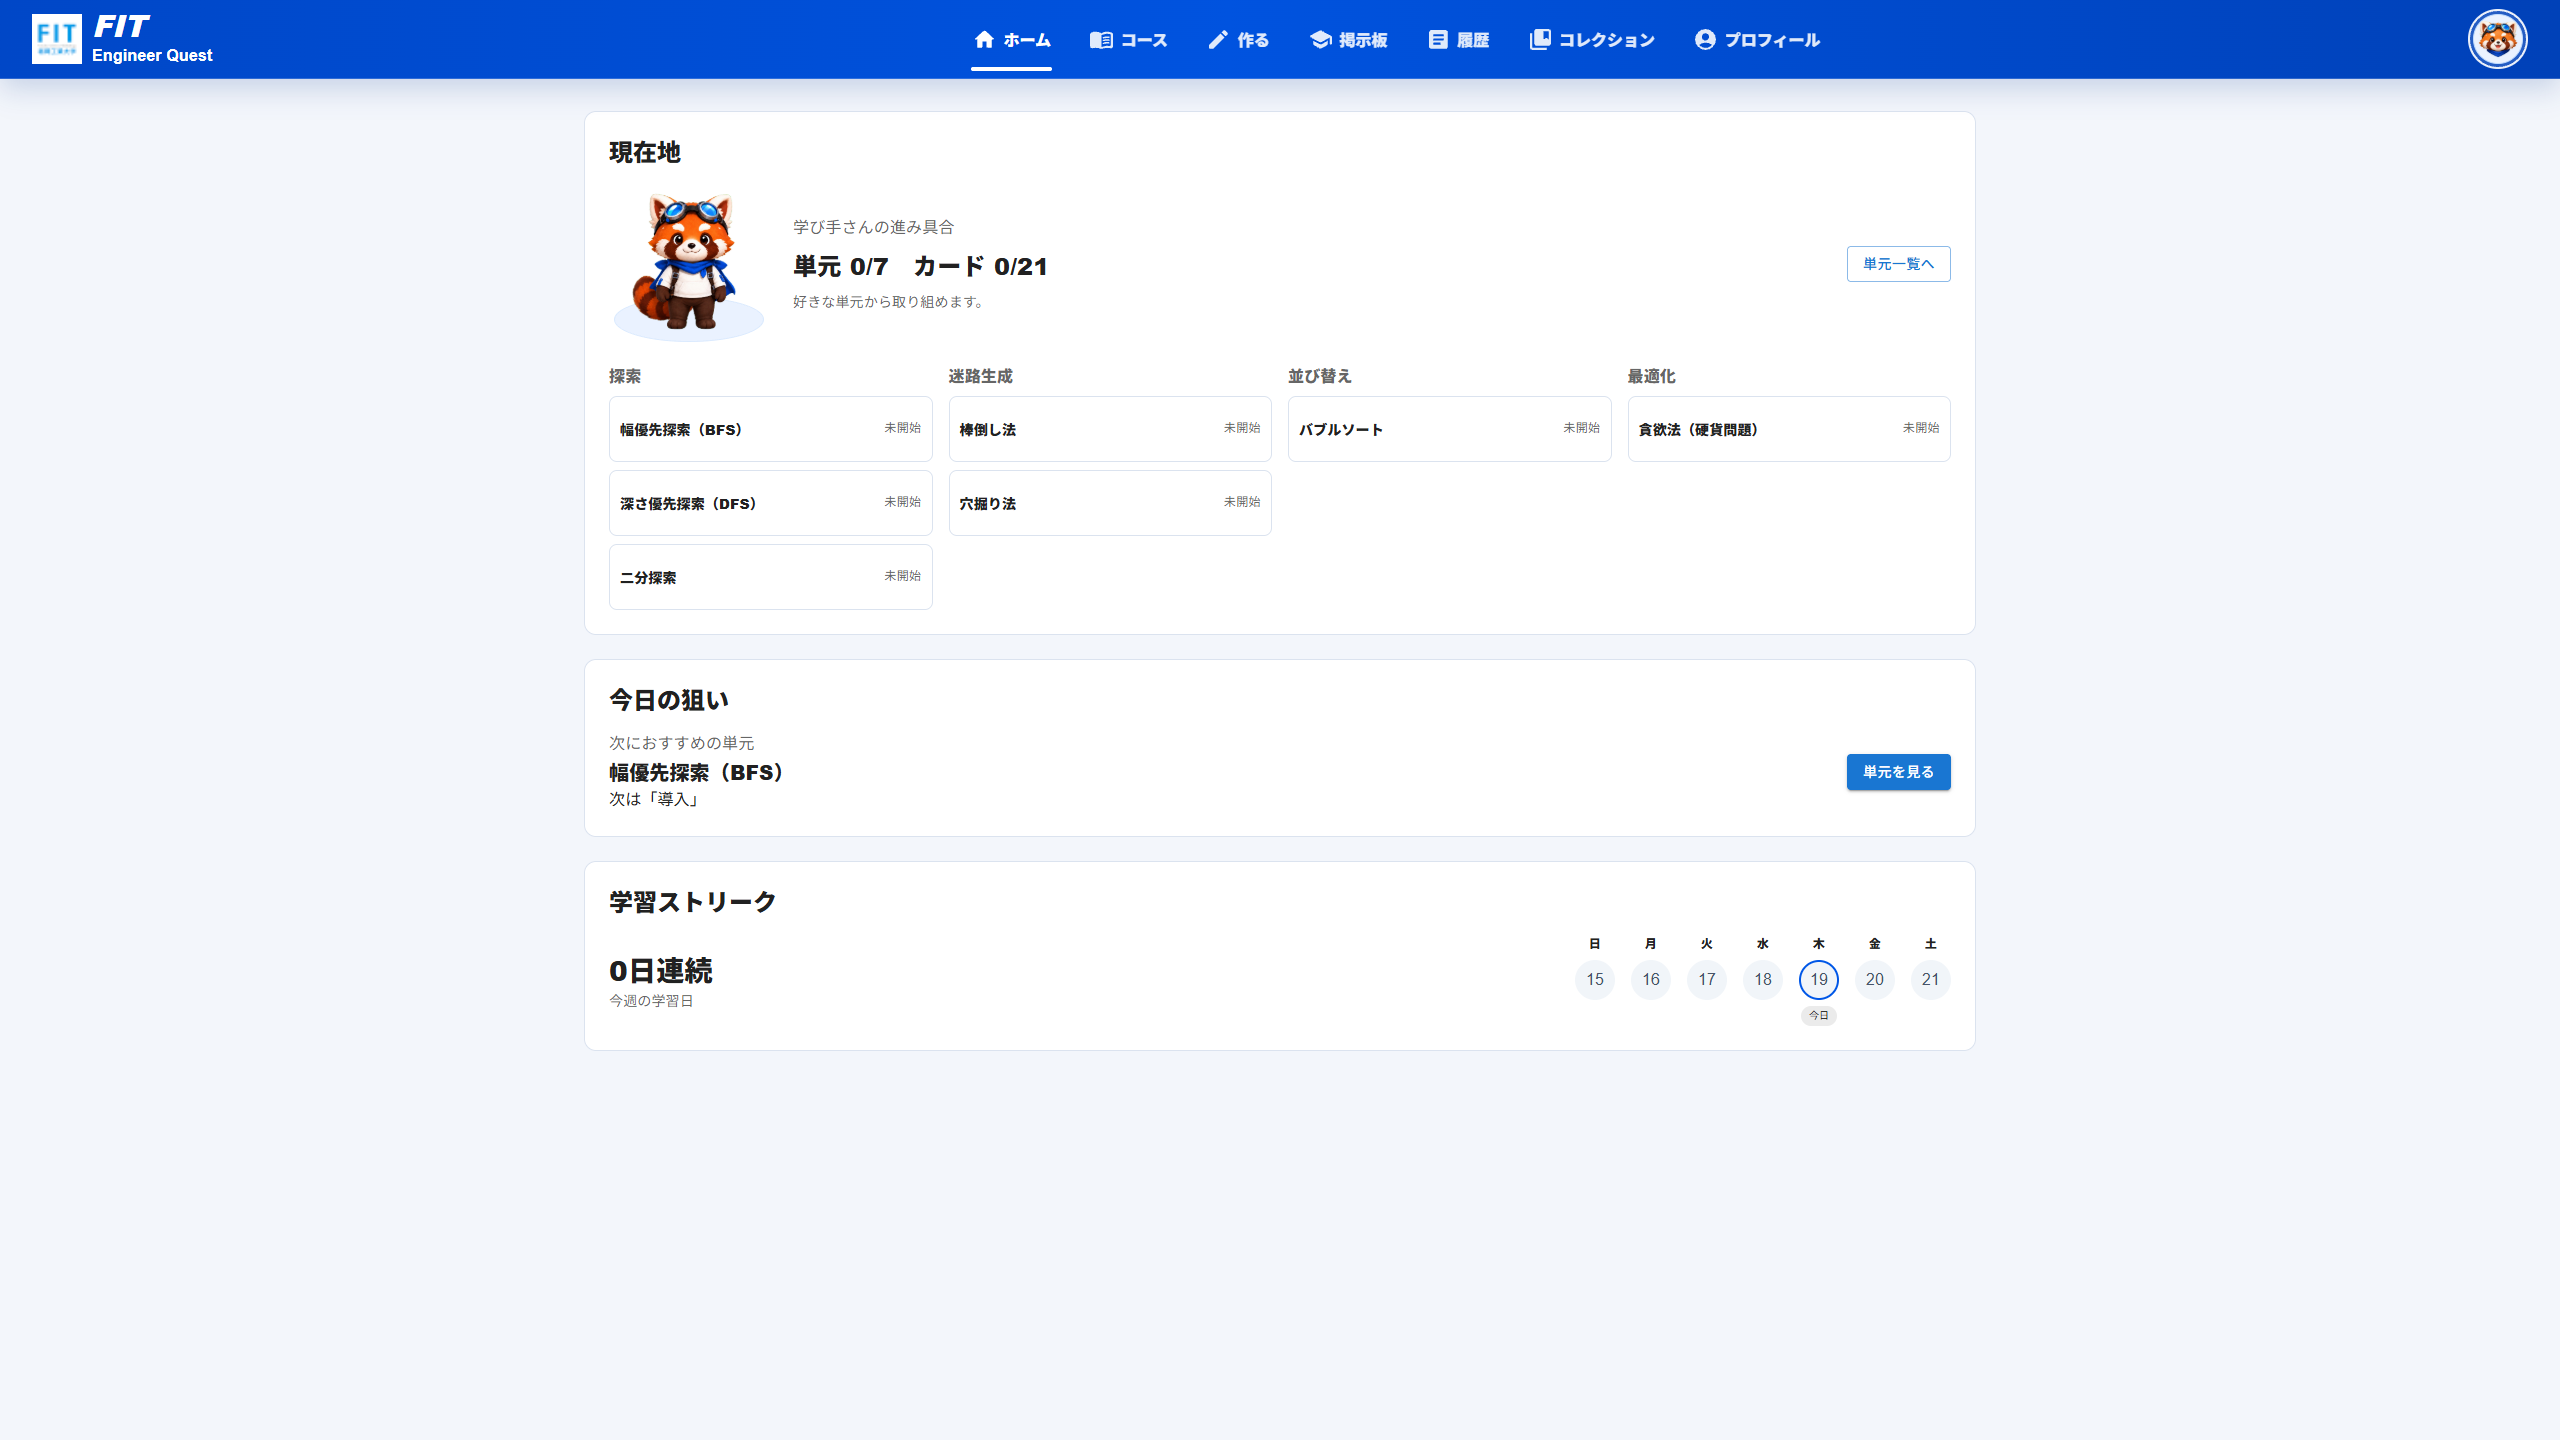 FIT
FIT
Engineer Quest
ホーム
コース
作る
掲示板
履歴
コレクション
プロフィール
現在地
学び手さんの進み具合
単元 0/7　カード 0/21
好きな単元から取り組めます。
単元一覧へ
探索
幅優先探索（BFS）
未開始
深さ優先探索（DFS）
未開始
二分探索
未開始
迷路生成
棒倒し法
未開始
穴掘り法
未開始
並び替え
バブルソート
未開始
最適化
貪欲法（硬貨問題）
未開始
今日の狙い
次におすすめの単元
幅優先探索（BFS）
次は「導入」
単元を見る
学習ストリーク
0日連続
今週の学習日
日 月 火 水 木 金 土
15 16 17 18 19 20 21
今日